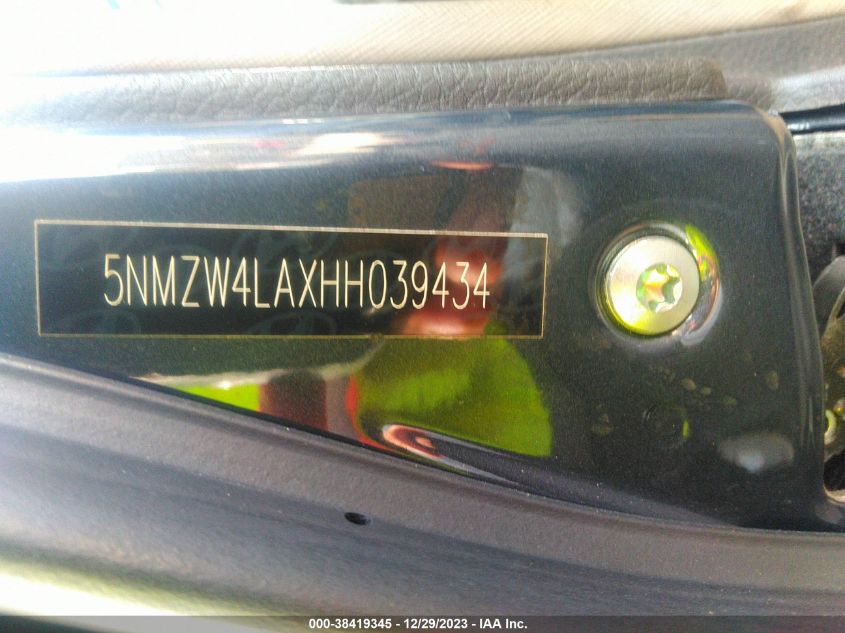 5NMZW4LAXHH039434
000-38419345 - 12/29/2023 - IAA Inc.